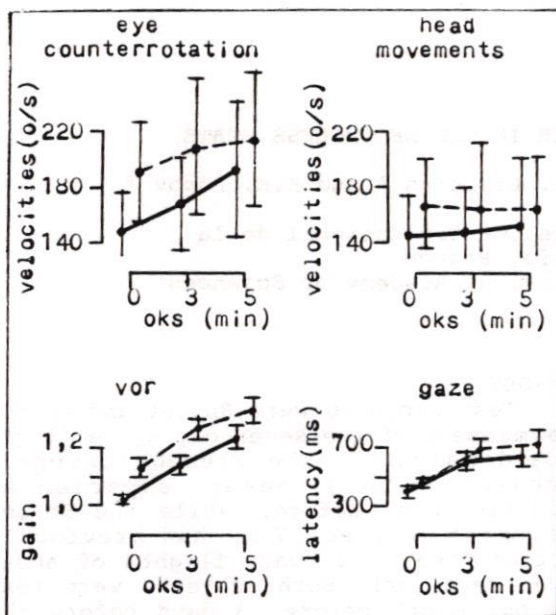 eye
counterrotation
velocities(o/s)
220
180
140
0 3 5
oks (min)
head
movements
velocities(o/s)
220
180
140
0 3 5
oks (min)
vor
gain
1,2
1,0
0 3 5
oks (min)
gaze
latency(ms)
700
300
0 3 5
oks (min)